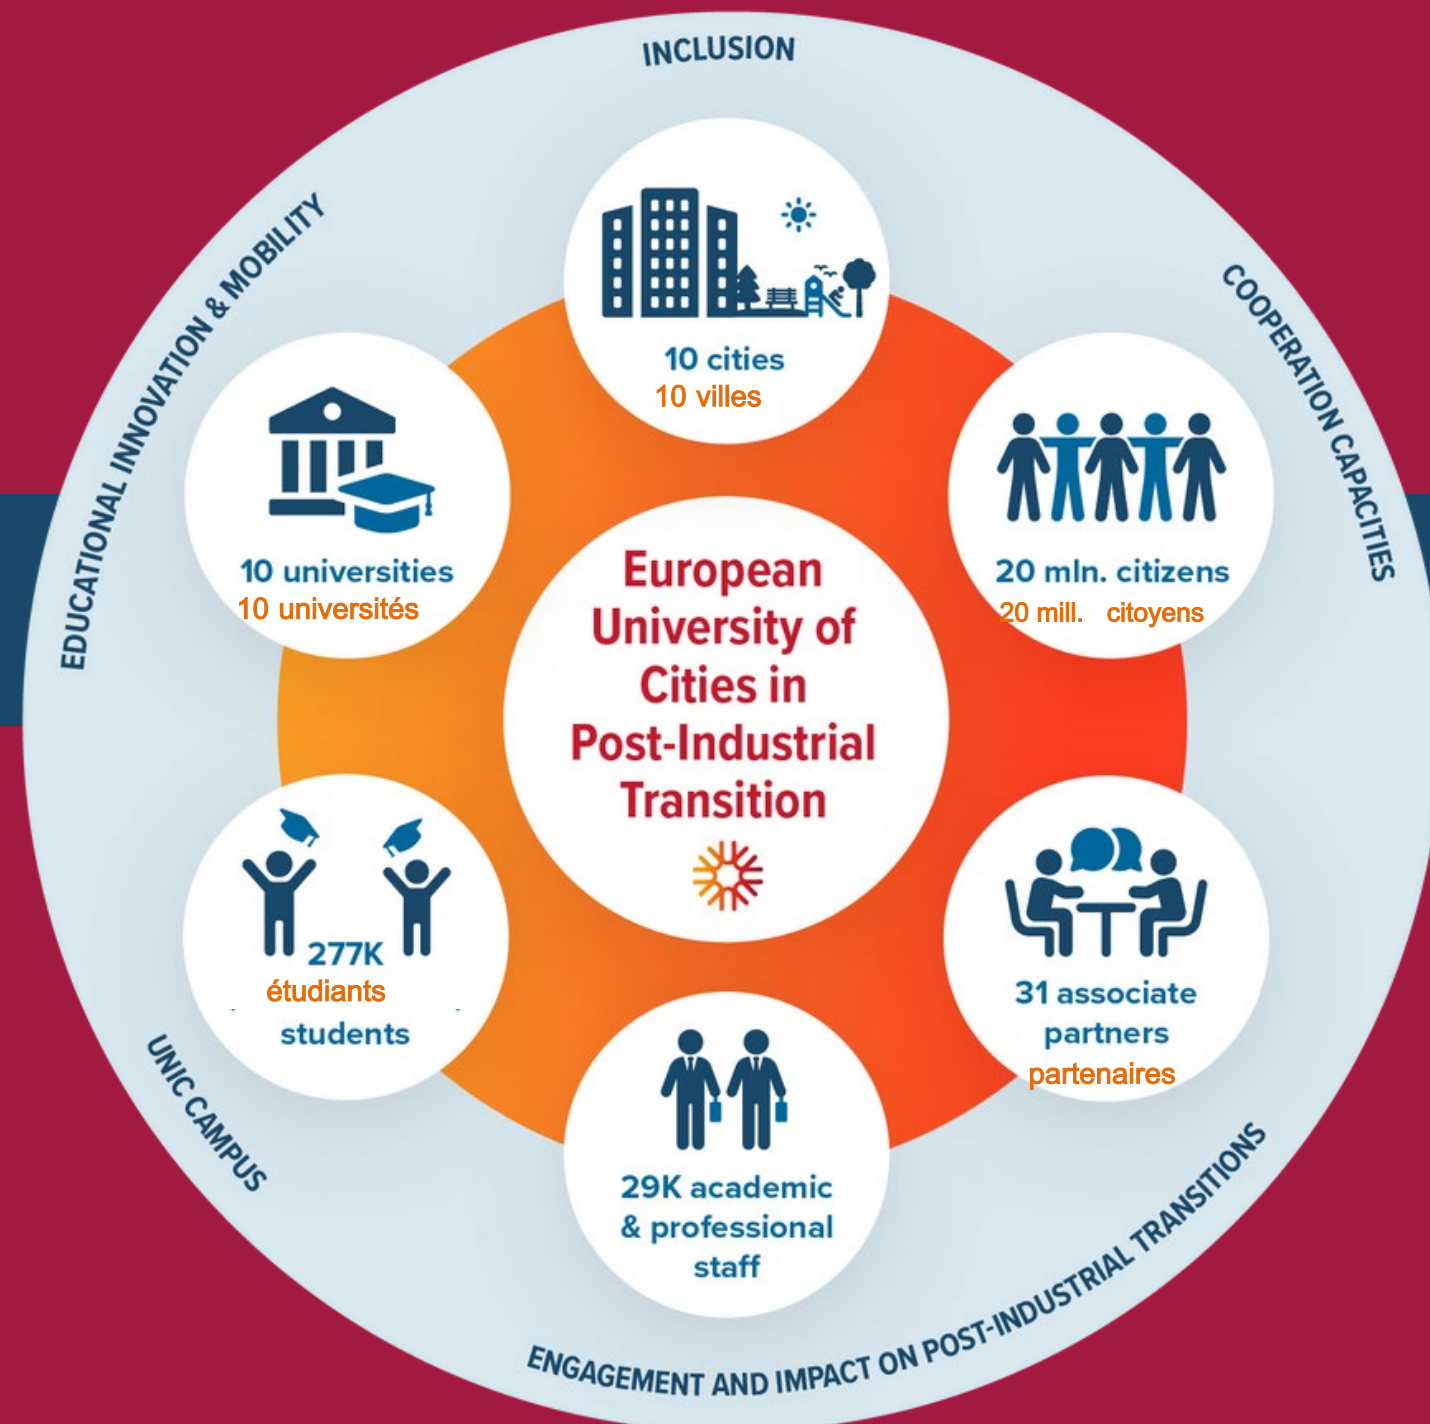 INCLUSION
EDUCATIONAL INNOVATION & MOBILITY
COOPERATION CAPACITIES
10 cities
10 villes
10 universities
10 universités
20 mln. citizens
20 mill. citoyens
European
University of
Cities in
Post-Industrial
Transition
277K
étudiants
students
31 associate
partners
partenaires
29K academic
& professional
staff
UNIC CAMPUS
ENGAGEMENT AND IMPACT ON POST-INDUSTRIAL TRANSITIONS